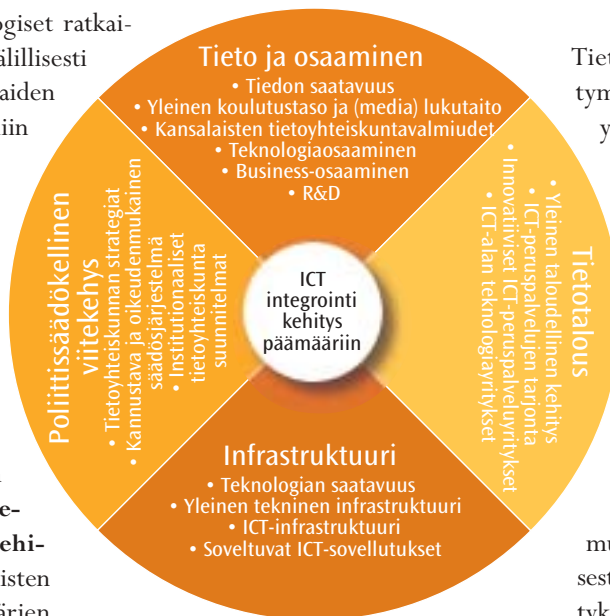 ogiset ratkai-
älillisesti
aiden
iin
Tieto ja osaaminen
• Tiedon saatavuus
• Yleinen koulutustaso ja (media) lukutaito
• Kansalaisten tietoyhteiskuntavalmiudet
• Teknologiaosaaminen
• Business-osaaminen
• R&D
Tiet
tym
y
Poliittissäädökellinen
viitekehys
• Tietoyhteiskunnan strategiat
• Kannustava ja oikeudenmukainen
säädösjärjestelmä
• Institutionaaliset
tietoyhteiskunta
suunnitelmat
ICT
integrointi
kehitys
päämääriin
Tietotalous
• Yleinen taloudellinen kehitys
• ICT-peruspalvelujen tarjonta
• Innovatiiviset ICT-peruspalveluyritykset
• ICT-alan teknologiayritykset
Infrastruktuuri
• Teknologian saatavuus
• Yleinen tekninen infrastruktuuri
• ICT-infrastruktuuri
• Soveltuvat ICT-sovellutukset
e-
ehi-
isten
ärien
mu
sest
tyk